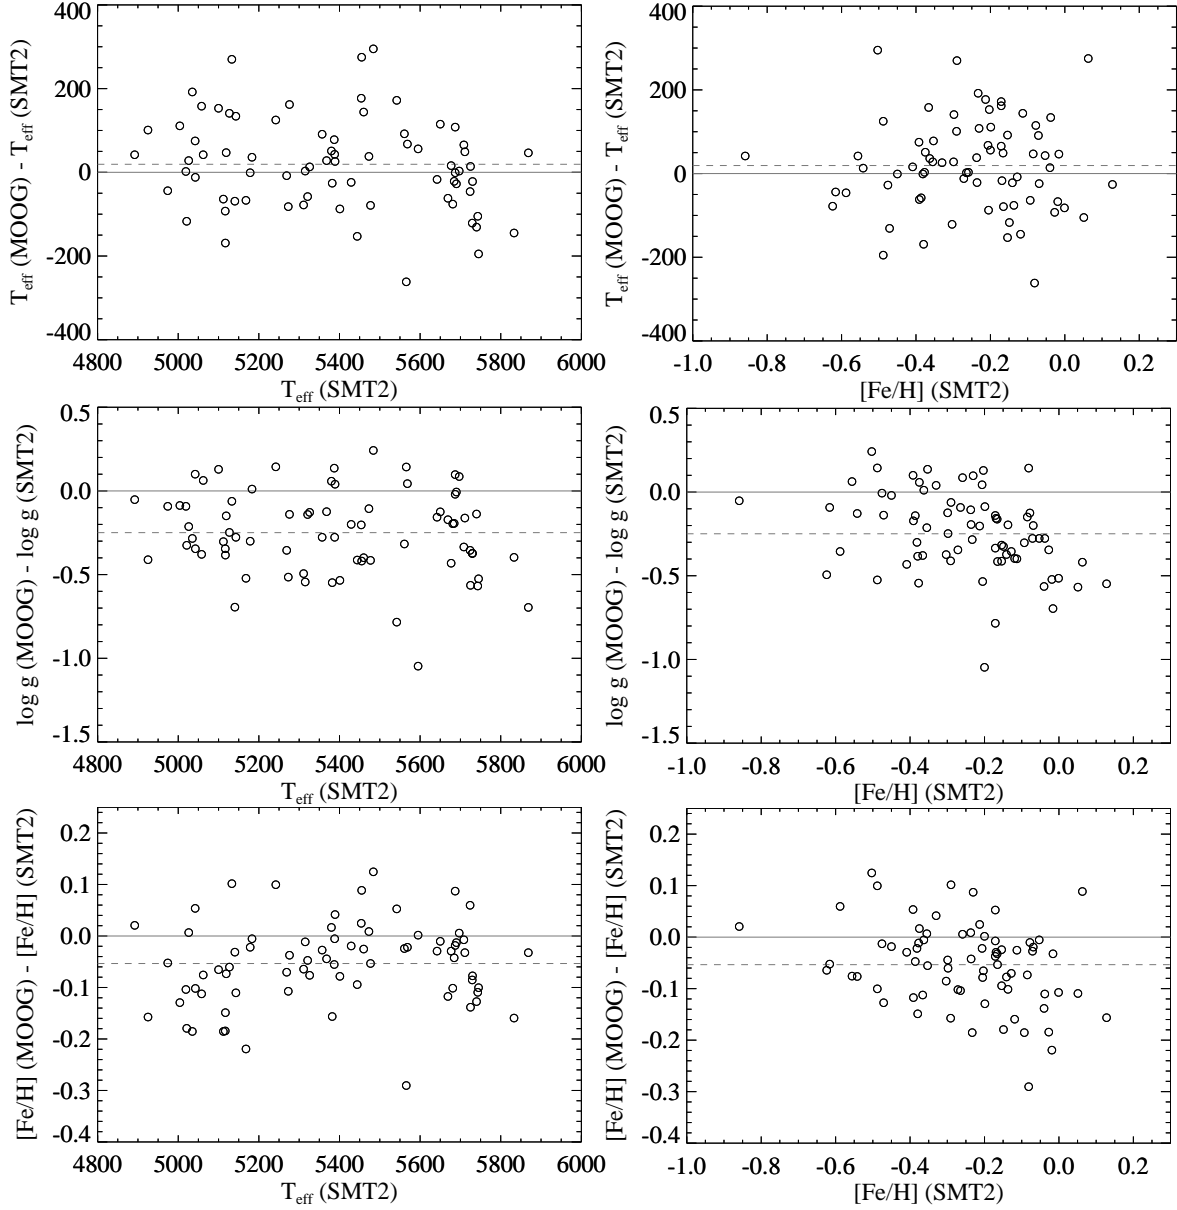 400
200
0
-200
-400
T_eff (MOOG) - T_eff (SMT2)
4800 5000 5200 5400 5600 5800 6000
T_eff (SMT2)
400
200
0
-200
-400
T_eff (MOOG) - T_eff (SMT2)
-1.0 -0.8 -0.6 -0.4 -0.2 0.0 0.2
[Fe/H] (SMT2)
0.5
0.0
-0.5
-1.0
-1.5
log g (MOOG) - log g (SMT2)
4800 5000 5200 5400 5600 5800 6000
T_eff (SMT2)
0.5
0.0
-0.5
-1.0
-1.5
log g (MOOG) - log g (SMT2)
-1.0 -0.8 -0.6 -0.4 -0.2 0.0 0.2
[Fe/H] (SMT2)
0.2
0.1
0.0
-0.1
-0.2
-0.3
-0.4
[Fe/H] (MOOG) - [Fe/H] (SMT2)
4800 5000 5200 5400 5600 5800 6000
T_eff (SMT2)
0.2
0.1
0.0
-0.1
-0.2
-0.3
-0.4
[Fe/H] (MOOG) - [Fe/H] (SMT2)
-1.0 -0.8 -0.6 -0.4 -0.2 0.0 0.2
[Fe/H] (SMT2)